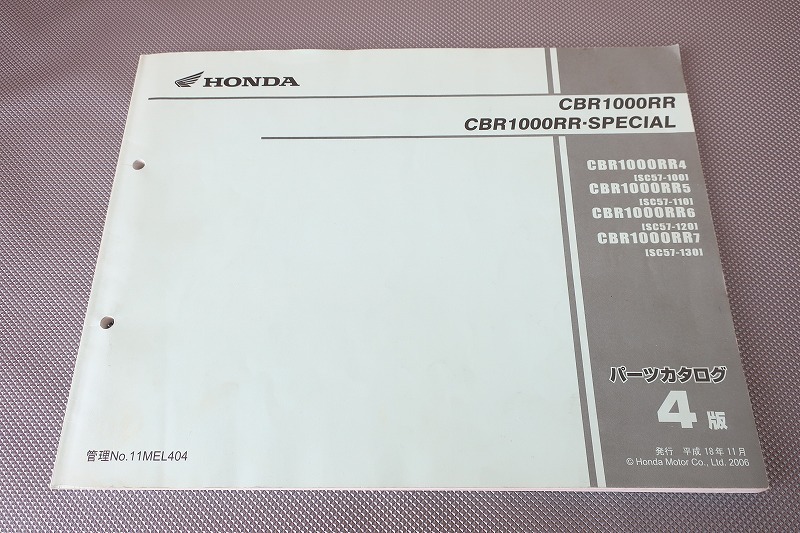 HONDA
CBR1000RR
CBR1000RR·SPECIAL
CBR1000RR4
[SC57-100]
CBR1000RR5
[SC57-110]
CBR1000RR6
[SC57-120]
CBR1000RR7
[SC57-130]
パーツカタログ
4版
管理No.11MEL404
発行 平成18年11月
© Honda Motor Co., Ltd. 2006